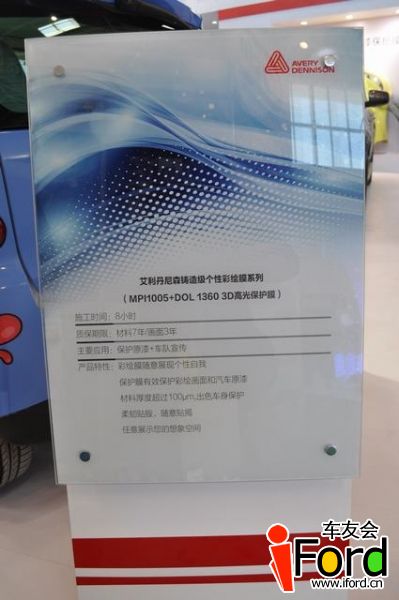 AVERY
DENNISON
艾利丹尼森铸造级个性彩绘膜系列
（MPI1005+DOL 1360 3D高光保护膜）
施工时间：8小时
质保期限：材料7年/画面3年
主要应用：保护原漆+车队宣传
产品特性：彩绘膜随意展现个性自我
保护膜有效保护彩绘画面和汽车原漆
材料厚度超过100μm,出色车身保护
柔韧贴服，随意贴揭
任意展示您的想象空间
车友会
iFord
www.iford.cn